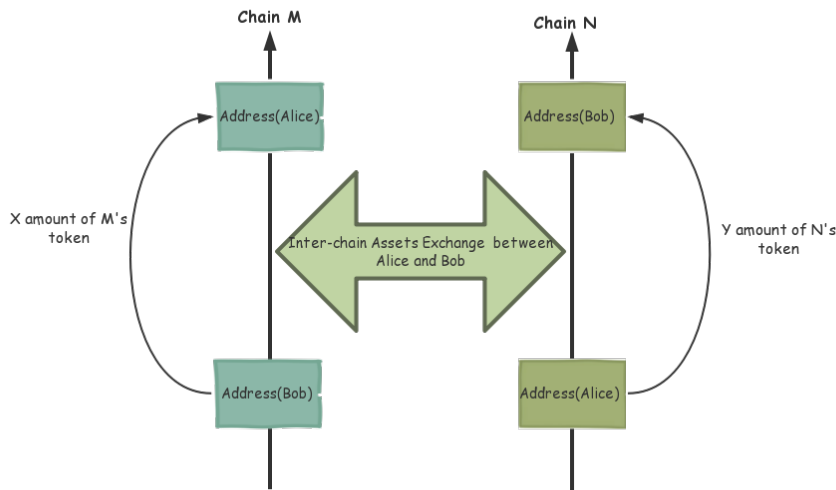 Chain M
Chain N
Address(Alice)
Address(Bob)
X amount of M's
token
Inter-chain Assets Exchange between
Alice and Bob
Y amount of N's
token
Address(Bob)
Address(Alice)